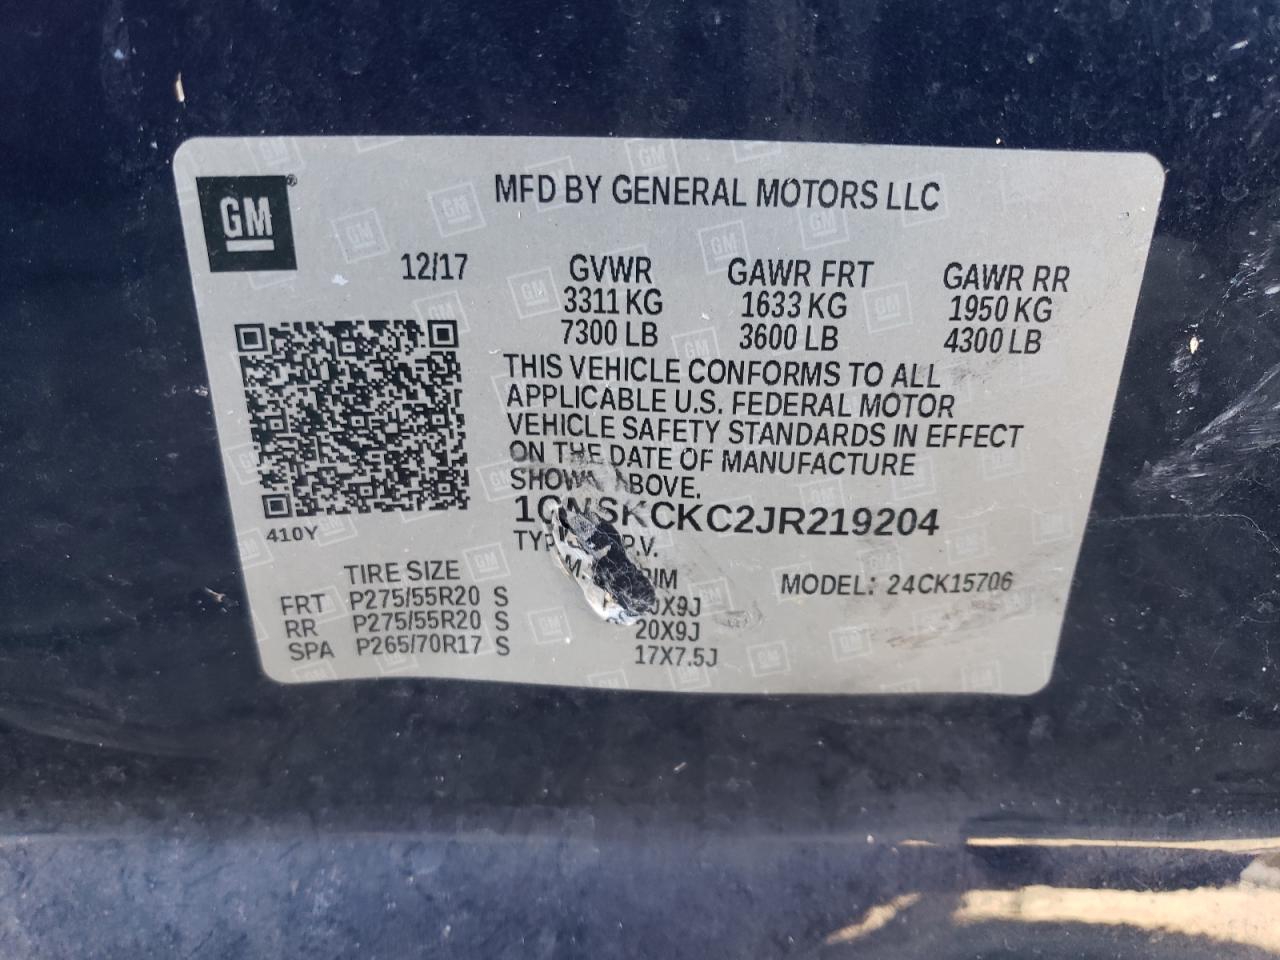 GM
MFD BY GENERAL MOTORS LLC
12/17
GVWR GAWR FRT GAWR RR
3311 KG 1633 KG 1950 KG
7300 LB 3600 LB 4300 LB
THIS VEHICLE CONFORMS TO ALL
APPLICABLE U.S. FEDERAL MOTOR
VEHICLE SAFETY STANDARDS IN EFFECT
ON THE DATE OF MANUFACTURE
SHOWN ABOVE.
410Y
MODEL: 24CK15706
TIRE SIZE RIM
FRT P275/55R20 S
RR P275/55R20 S 20X9J
SPA P265/70R17 S 17X7.5J